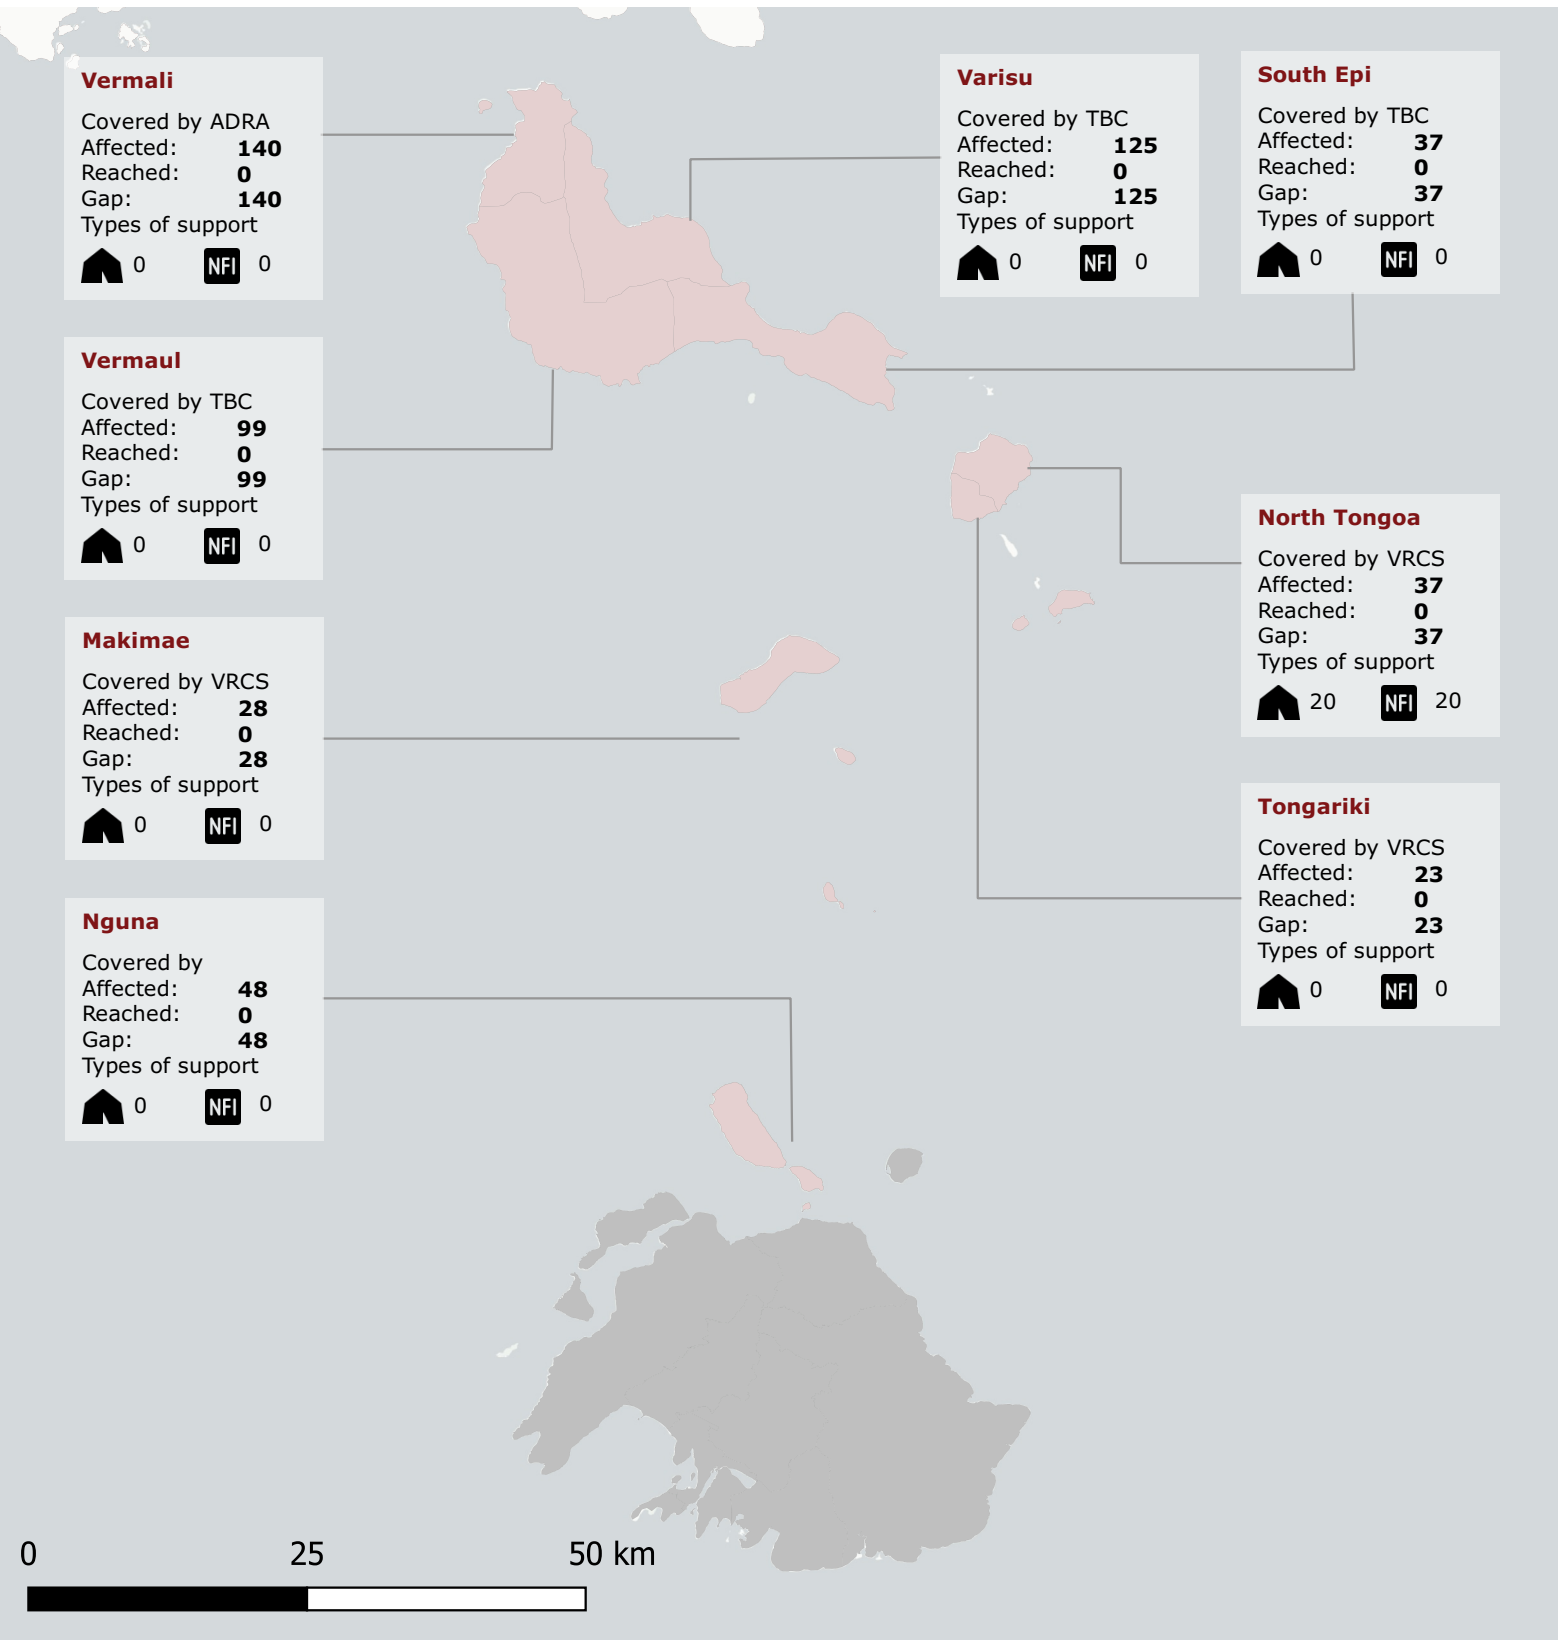 Vermali
Covered by ADRA
Affected: 140
Reached: 0
Gap: 140
Types of support
0 NFI 0
Varisu
Covered by TBC
Affected: 125
Reached: 0
Gap: 125
Types of support
0 NFI 0
South Epi
Covered by TBC
Affected: 37
Reached: 0
Gap: 37
Types of support
0 NFI 0
Vermaul
Covered by TBC
Affected: 99
Reached: 0
Gap: 99
Types of support
0 NFI 0
North Tongoa
Covered by VRCS
Affected: 37
Reached: 0
Gap: 37
Types of support
20 NFI 20
Makimae
Covered by VRCS
Affected: 28
Reached: 0
Gap: 28
Types of support
0 NFI 0
Tongariki
Covered by VRCS
Affected: 23
Reached: 0
Gap: 23
Types of support
0 NFI 0
Nguna
Covered by
Affected: 48
Reached: 0
Gap: 48
Types of support
0 NFI 0
0 25 50 km